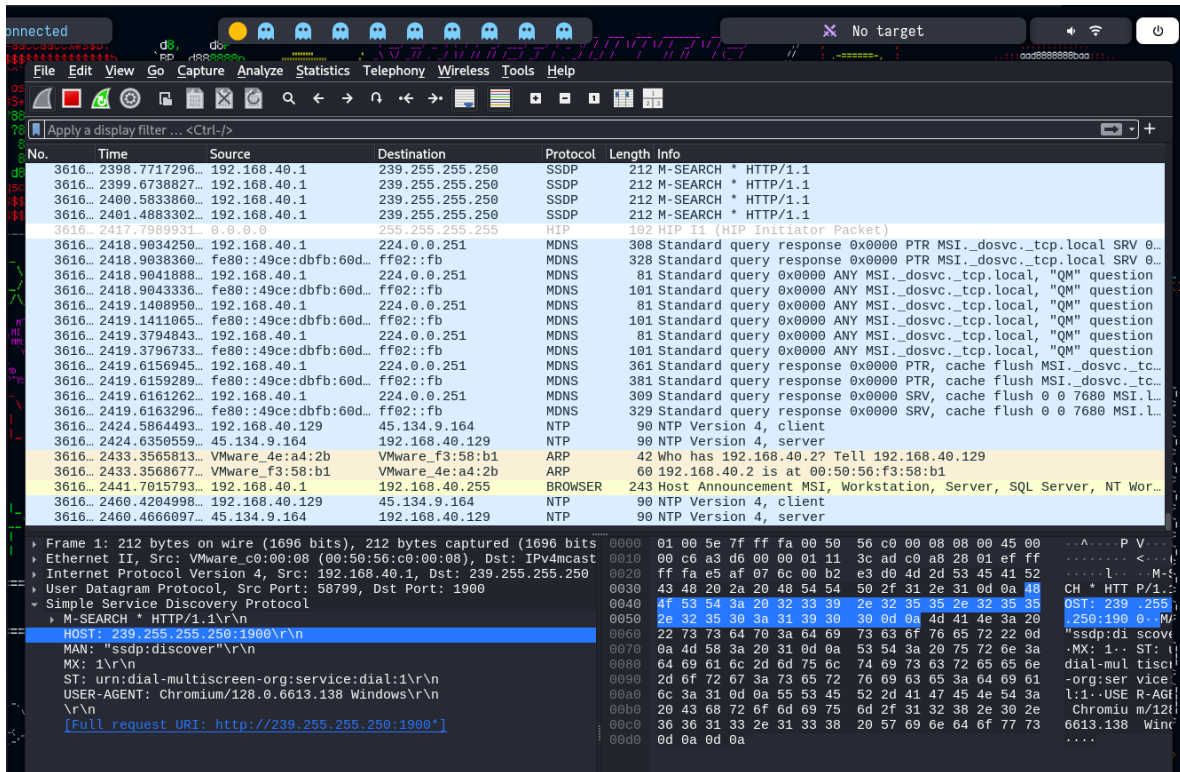 onnected
No target
File Edit View Go Capture Analyze Statistics Telephony Wireless Tools Help
Apply a display filter … <Ctrl-/>
No. Time Source Destination Protocol Length Info
3616… 2398.7717296… 192.168.40.1 239.255.255.250 SSDP 212 M-SEARCH * HTTP/1.1
3616… 2399.6738827… 192.168.40.1 239.255.255.250 SSDP 212 M-SEARCH * HTTP/1.1
3616… 2400.5833860… 192.168.40.1 239.255.255.250 SSDP 212 M-SEARCH * HTTP/1.1
3616… 2401.4883302… 192.168.40.1 239.255.255.250 SSDP 212 M-SEARCH * HTTP/1.1
3616… 2417.7989931… 0.0.0.0 255.255.255.255 HIP 102 HIP I1 (HIP Initiator Packet)
3616… 2418.9034250… 192.168.40.1 224.0.0.251 MDNS 308 Standard query response 0x0000 PTR MSI._dosvc._tcp.local SRV 0…
3616… 2418.9038360… fe80::49ce:dbfb:60d… ff02::fb MDNS 328 Standard query response 0x0000 PTR MSI._dosvc._tcp.local SRV 0…
3616… 2418.9041888… 192.168.40.1 224.0.0.251 MDNS 81 Standard query 0x0000 ANY MSI._dosvc._tcp.local, "QM" question
3616… 2418.9043336… fe80::49ce:dbfb:60d… ff02::fb MDNS 101 Standard query 0x0000 ANY MSI._dosvc._tcp.local, "QM" question
3616… 2419.1408950… 192.168.40.1 224.0.0.251 MDNS 81 Standard query 0x0000 ANY MSI._dosvc._tcp.local, "QM" question
3616… 2419.1411065… fe80::49ce:dbfb:60d… ff02::fb MDNS 101 Standard query 0x0000 ANY MSI._dosvc._tcp.local, "QM" question
3616… 2419.3794843… 192.168.40.1 224.0.0.251 MDNS 81 Standard query 0x0000 ANY MSI._dosvc._tcp.local, "QM" question
3616… 2419.3796733… fe80::49ce:dbfb:60d… ff02::fb MDNS 101 Standard query 0x0000 ANY MSI._dosvc._tcp.local, "QM" question
3616… 2419.6156945… 192.168.40.1 224.0.0.251 MDNS 361 Standard query response 0x0000 PTR, cache flush MSI._dosvc._tc…
3616… 2419.6159289… fe80::49ce:dbfb:60d… ff02::fb MDNS 381 Standard query response 0x0000 PTR, cache flush MSI._dosvc._tc…
3616… 2419.6161262… 192.168.40.1 224.0.0.251 MDNS 309 Standard query response 0x0000 SRV, cache flush 0 0 7680 MSI.l…
3616… 2419.6163296… fe80::49ce:dbfb:60d… ff02::fb MDNS 329 Standard query response 0x0000 SRV, cache flush 0 0 7680 MSI.l…
3616… 2424.5864493… 192.168.40.129 45.134.9.164 NTP 90 NTP Version 4, client
3616… 2424.6350559… 45.134.9.164 192.168.40.129 NTP 90 NTP Version 4, server
3616… 2433.3565813… VMware_4e:a4:2b VMware_f3:58:b1 ARP 42 Who has 192.168.40.2? Tell 192.168.40.129
3616… 2433.3568677… VMware_f3:58:b1 VMware_4e:a4:2b ARP 60 192.168.40.2 is at 00:50:56:f3:58:b1
3616… 2441.7015793… 192.168.40.1 192.168.40.255 BROWSER 243 Host Announcement MSI, Workstation, Server, SQL Server, NT Wor…
3616… 2460.4204998… 192.168.40.129 45.134.9.164 NTP 90 NTP Version 4, client
3616… 2460.4666097… 45.134.9.164 192.168.40.129 NTP 90 NTP Version 4, server
Frame 1: 212 bytes on wire (1696 bits), 212 bytes captured (1696 bits
Ethernet II, Src: VMware_c0:00:08 (00:50:56:c0:00:08), Dst: IPv4mcast
Internet Protocol Version 4, Src: 192.168.40.1, Dst: 239.255.255.250
User Datagram Protocol, Src Port: 58799, Dst Port: 1900
Simple Service Discovery Protocol
M-SEARCH * HTTP/1.1\r\n
HOST: 239.255.255.250:1900\r\n
MAN: "ssdp:discover"\r\n
MX: 1\r\n
ST: urn:dial-multiscreen-org:service:dial:1\r\n
USER-AGENT: Chromium/128.0.6613.138 Windows\r\n
\r\n
[Full request URI: http://239.255.255.250:1900*]
0000 01 00 5e 7f ff fa 00 50 56 c0 00 08 08 00 45 00 ··^····P V·····
0010 00 c6 a3 d6 00 00 01 11 3c ad c0 a8 28 01 ef ff ········ <···
0020 ff fa e5 af 07 6c 00 b2 e3 d0 4d 2d 53 45 41 52 ·····l·· ··M-S
0030 43 48 20 2a 20 48 54 54 50 2f 31 2e 31 0d 0a 48 CH * HTT P/1.
0040 4f 53 54 3a 20 32 33 39 2e 32 35 35 2e 32 35 35 OST: 239 .255
0050 2e 32 35 30 3a 31 39 30 30 0d 0a 4d 41 4e 3a 20 .250:190 0··MA
0060 22 73 73 64 70 3a 64 69 73 63 6f 76 65 72 22 0d "ssdp:di scove
0070 0a 4d 58 3a 20 31 0d 0a 53 54 3a 20 75 72 6e 3a ·MX: 1·· ST: u
0080 64 69 61 6c 2d 6d 75 6c 74 69 73 63 72 65 65 6e dial-mul tiscr
0090 2d 6f 72 67 3a 73 65 72 76 69 63 65 3a 64 69 61 -org:ser vice
00a0 6c 3a 31 0d 0a 55 53 45 52 2d 41 47 45 4e 54 3a l:1··USE R-AGE
00b0 20 43 68 72 6f 6d 69 75 6d 2f 31 32 38 2e 30 2e Chromiu m/128
00c0 36 36 31 33 2e 31 33 38 20 57 69 6e 64 6f 77 73 6613.138 Wind
00d0 0d 0a 0d 0a ····